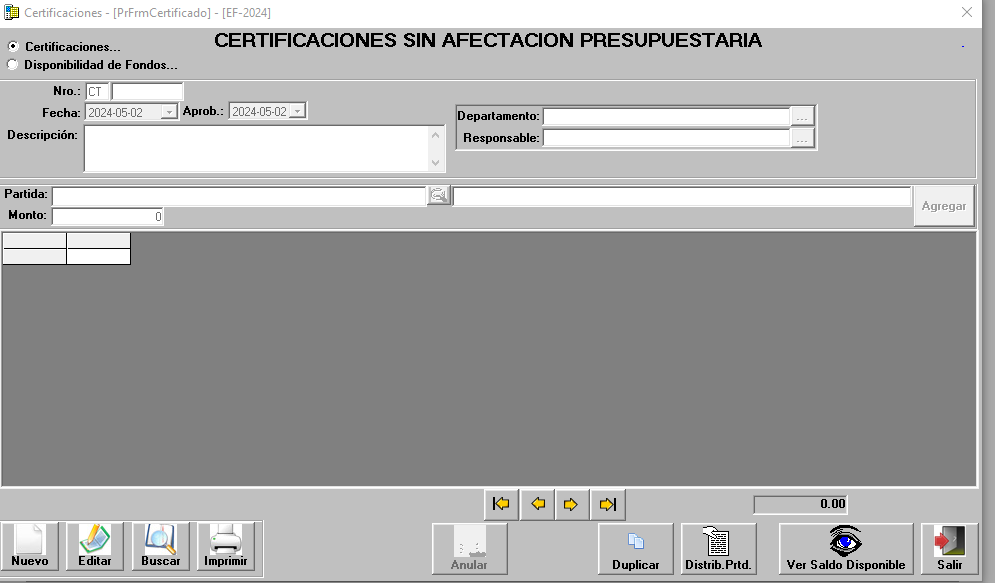 Certificaciones - [PrFrmCertificado] - [EF-2024]
CERTIFICACIONES SIN AFECTACION PRESUPUESTARIA
Certificaciones...
Disponibilidad de Fondos...
Nro.: CT
Fecha: 2024-05-02 Aprob.: 2024-05-02
Descripción:
Departamento: ...
Responsable: ...
Partida:
Monto: 0
Agregar
0.00
Nuevo Editar Buscar Imprimir Anular Duplicar Distrib.Prtd. Ver Saldo Disponible Salir